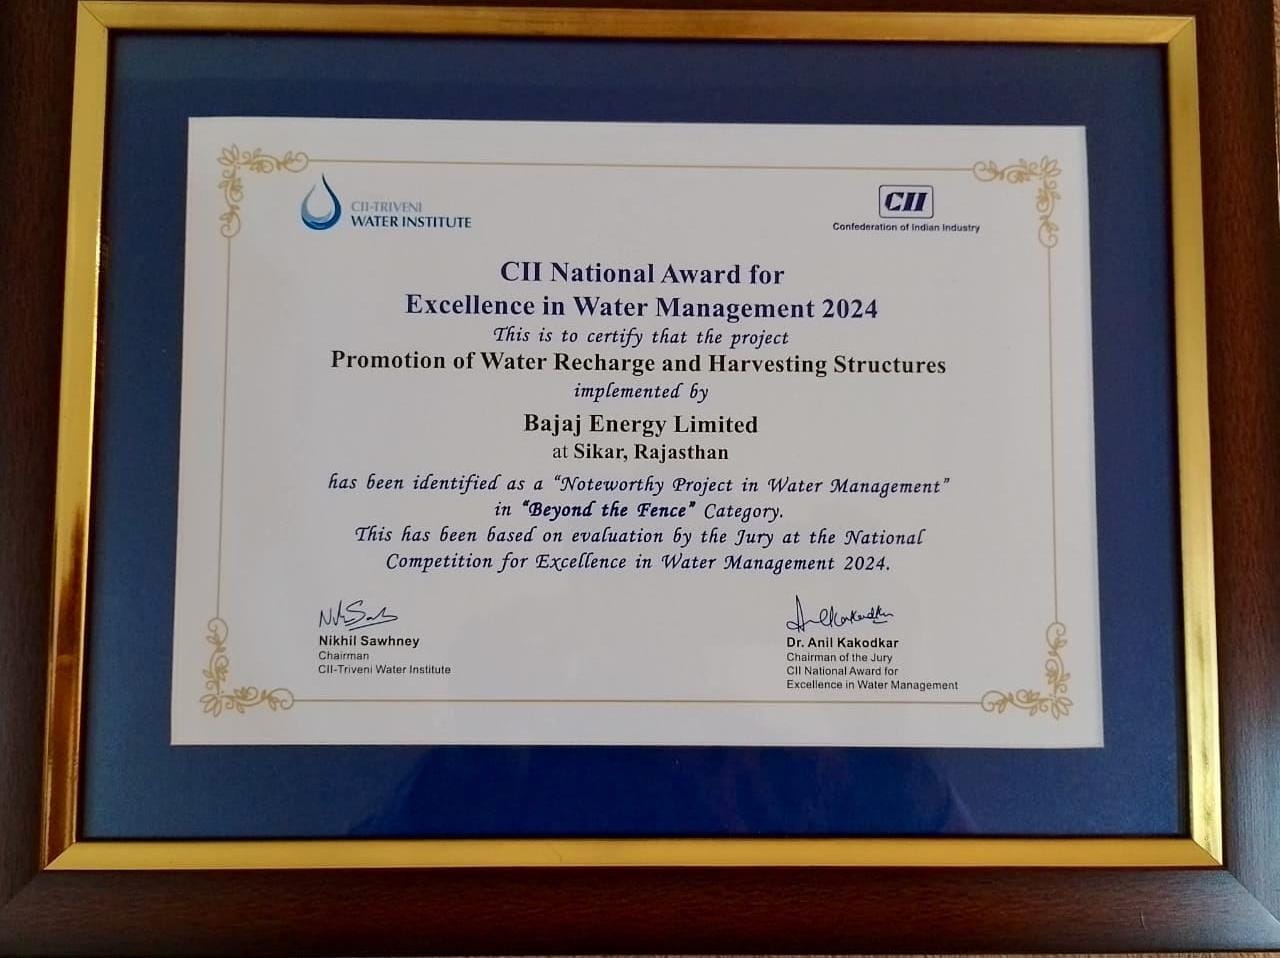 CII-TRIVENI
WATER INSTITUTE
CII
Confederation of Indian Industry
CII National Award for
Excellence in Water Management 2024
This is to certify that the project
Promotion of Water Recharge and Harvesting Structures
implemented by
Bajaj Energy Limited
at Sikar, Rajasthan
has been identified as a “Noteworthy Project in Water Management”
in “Beyond the Fence” Category.
This has been based on evaluation by the Jury at the National
Competition for Excellence in Water Management 2024.
Nikhil Sawhney
Chairman
CII-Triveni Water Institute
Dr. Anil Kakodkar
Chairman of the Jury
CII National Award for
Excellence in Water Management